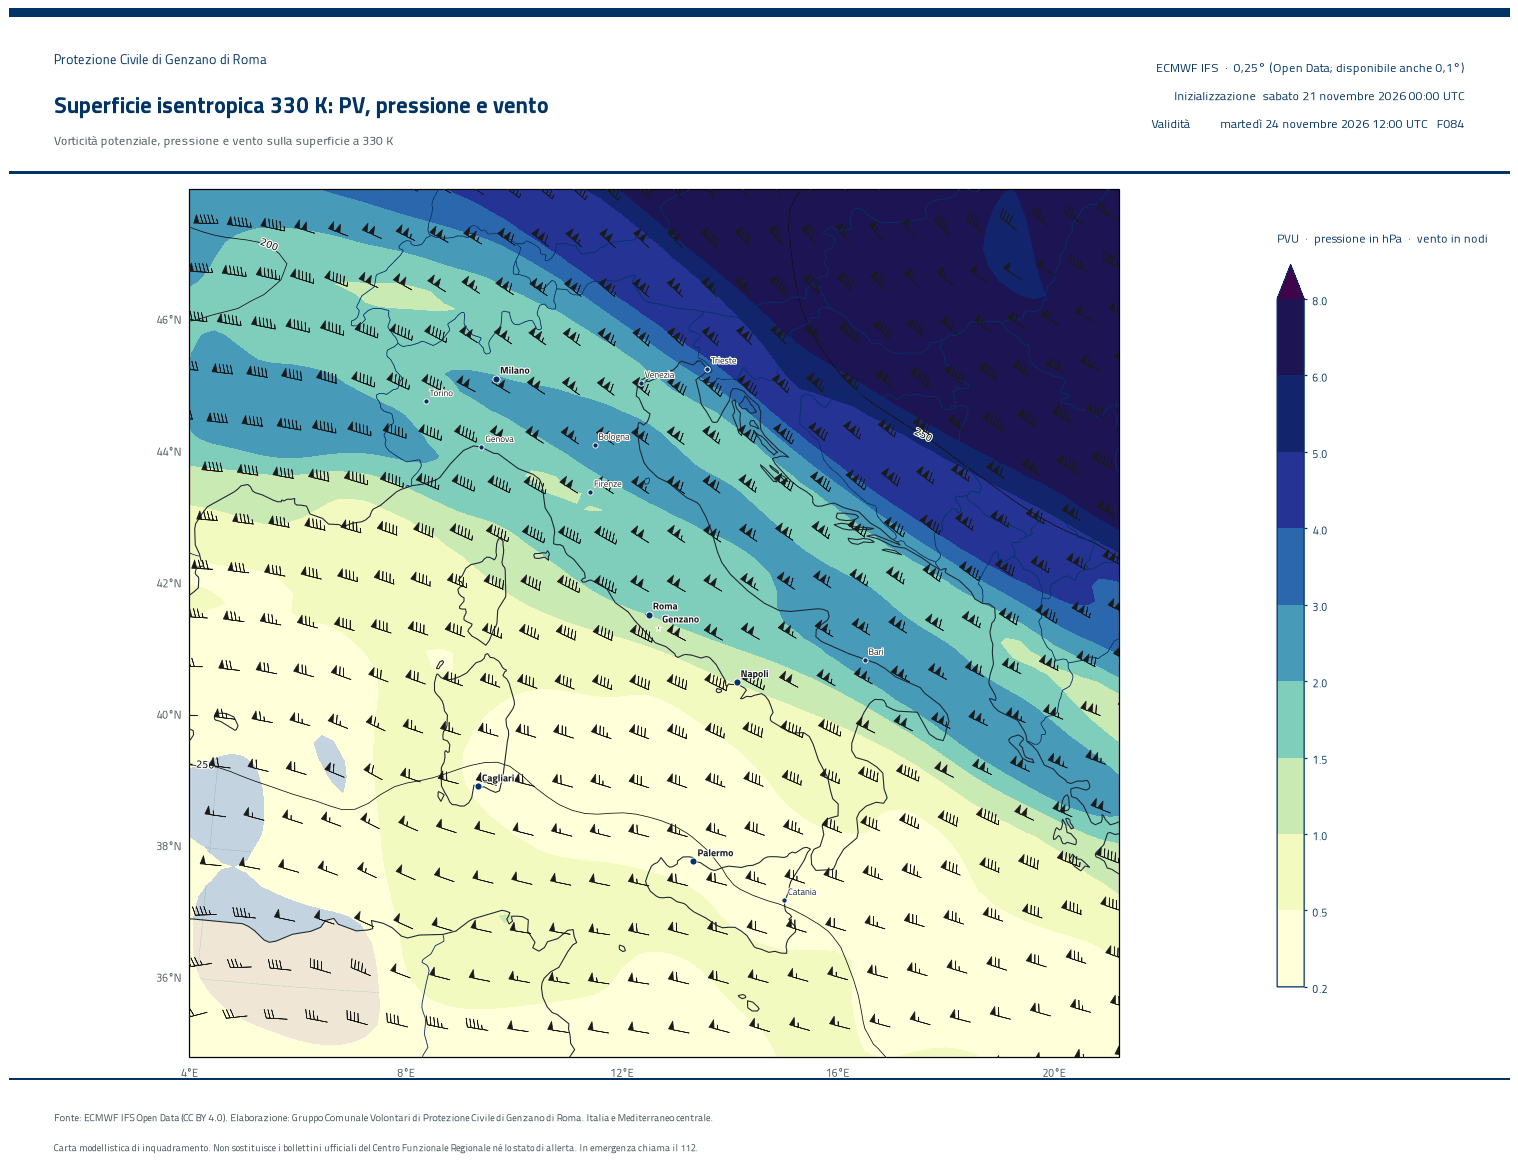 Protezione Civile di Genzano di Roma
Superficie isentropica 330 K: PV, pressione e vento
Vorticità potenziale, pressione e vento sulla superficie a 330 K
ECMWF IFS · 0,25° (Open Data; disponibile anche 0,1°)
Inizializzazione sabato 21 novembre 2026 00:00 UTC
Validità martedì 24 novembre 2026 12:00 UTC F084
PVU · pressione in hPa · vento in nodi
8.0
6.0
5.0
4.0
3.0
2.0
1.5
1.0
0.5
0.2
46°N
44°N
42°N
40°N
38°N
36°N
4°E
8°E
12°E
16°E
20°E
200
250
250
Trieste
Milano
Venezia
Torino
Genova
Bologna
Firenze
Roma
Genzano
Bari
Napoli
Cagliari
Palermo
Catania
Fonte: ECMWF IFS Open Data (CC BY 4.0). Elaborazione: Gruppo Comunale Volontari di Protezione Civile di Genzano di Roma. Italia e Mediterraneo centrale.
Carta modellistica di inquadramento. Non sostituisce i bollettini ufficiali del Centro Funzionale Regionale né lo stato di allerta. In emergenza chiama il 112.